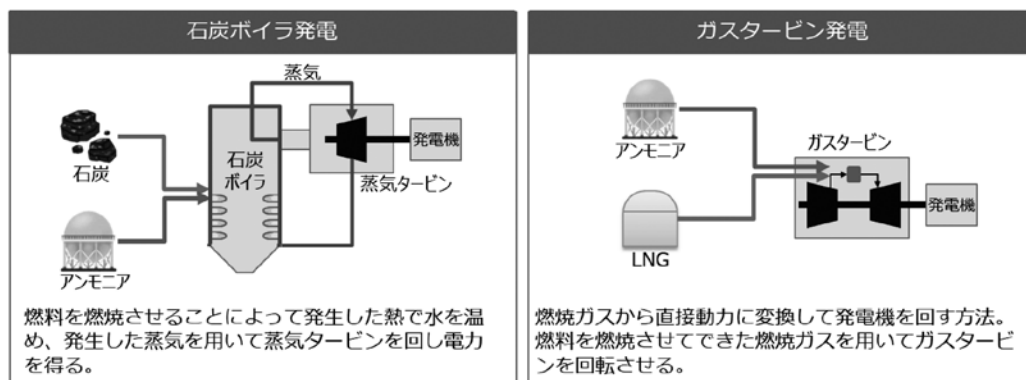 石炭ボイラ発電
蒸気
石炭
石炭
ボイラ
発電機
蒸気タービン
アンモニア
燃料を燃焼させることによって発生した熱で水を温
め、発生した蒸気を用いて蒸気タービンを回し電力
を得る。
ガスタービン発電
アンモニア
ガスタービン
発電機
LNG
燃焼ガスから直接動力に変換して発電機を回す方法。
燃料を燃焼させてできた燃焼ガスを用いてガスタービ
ンを回転させる。